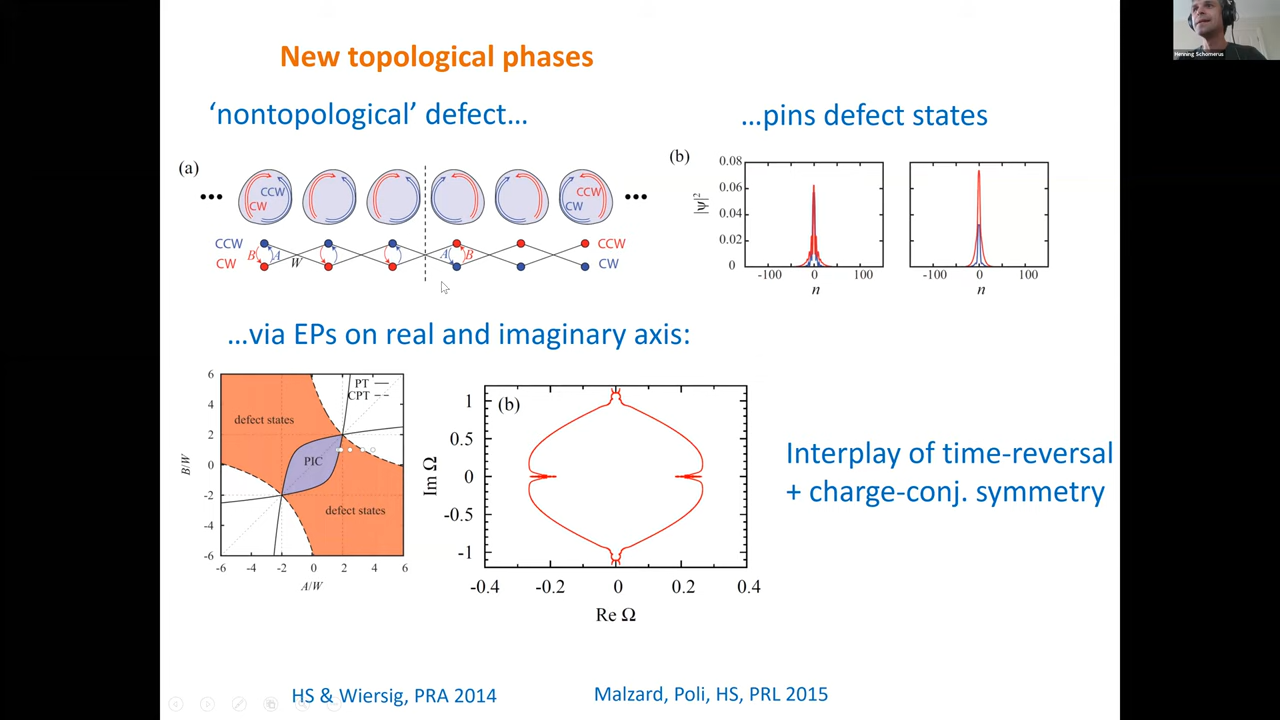 New topological phases
'nontopological' defect...
...pins defect states
Henning Schomerus
(a)
CCW
CW
CCW
CW
CCW
CW
B
A
W
A
B
CCW
CW
(b)
|ψ|²
0.08
0.06
0.04
0.02
0
-100
0
100
n
-100
0
100
n
...via EPs on real and imaginary axis:
PT
CPT
defect states
PIC
defect states
B/W
6
4
2
0
-2
-4
-6
-6
-4
-2
0
2
4
6
A/W
(b)
Im Ω
1
0.5
0
-0.5
-1
-0.4
-0.2
0
0.2
0.4
Re Ω
Interplay of time-reversal
+ charge-conj. symmetry
HS & Wiersig, PRA 2014
Malzard, Poli, HS, PRL 2015